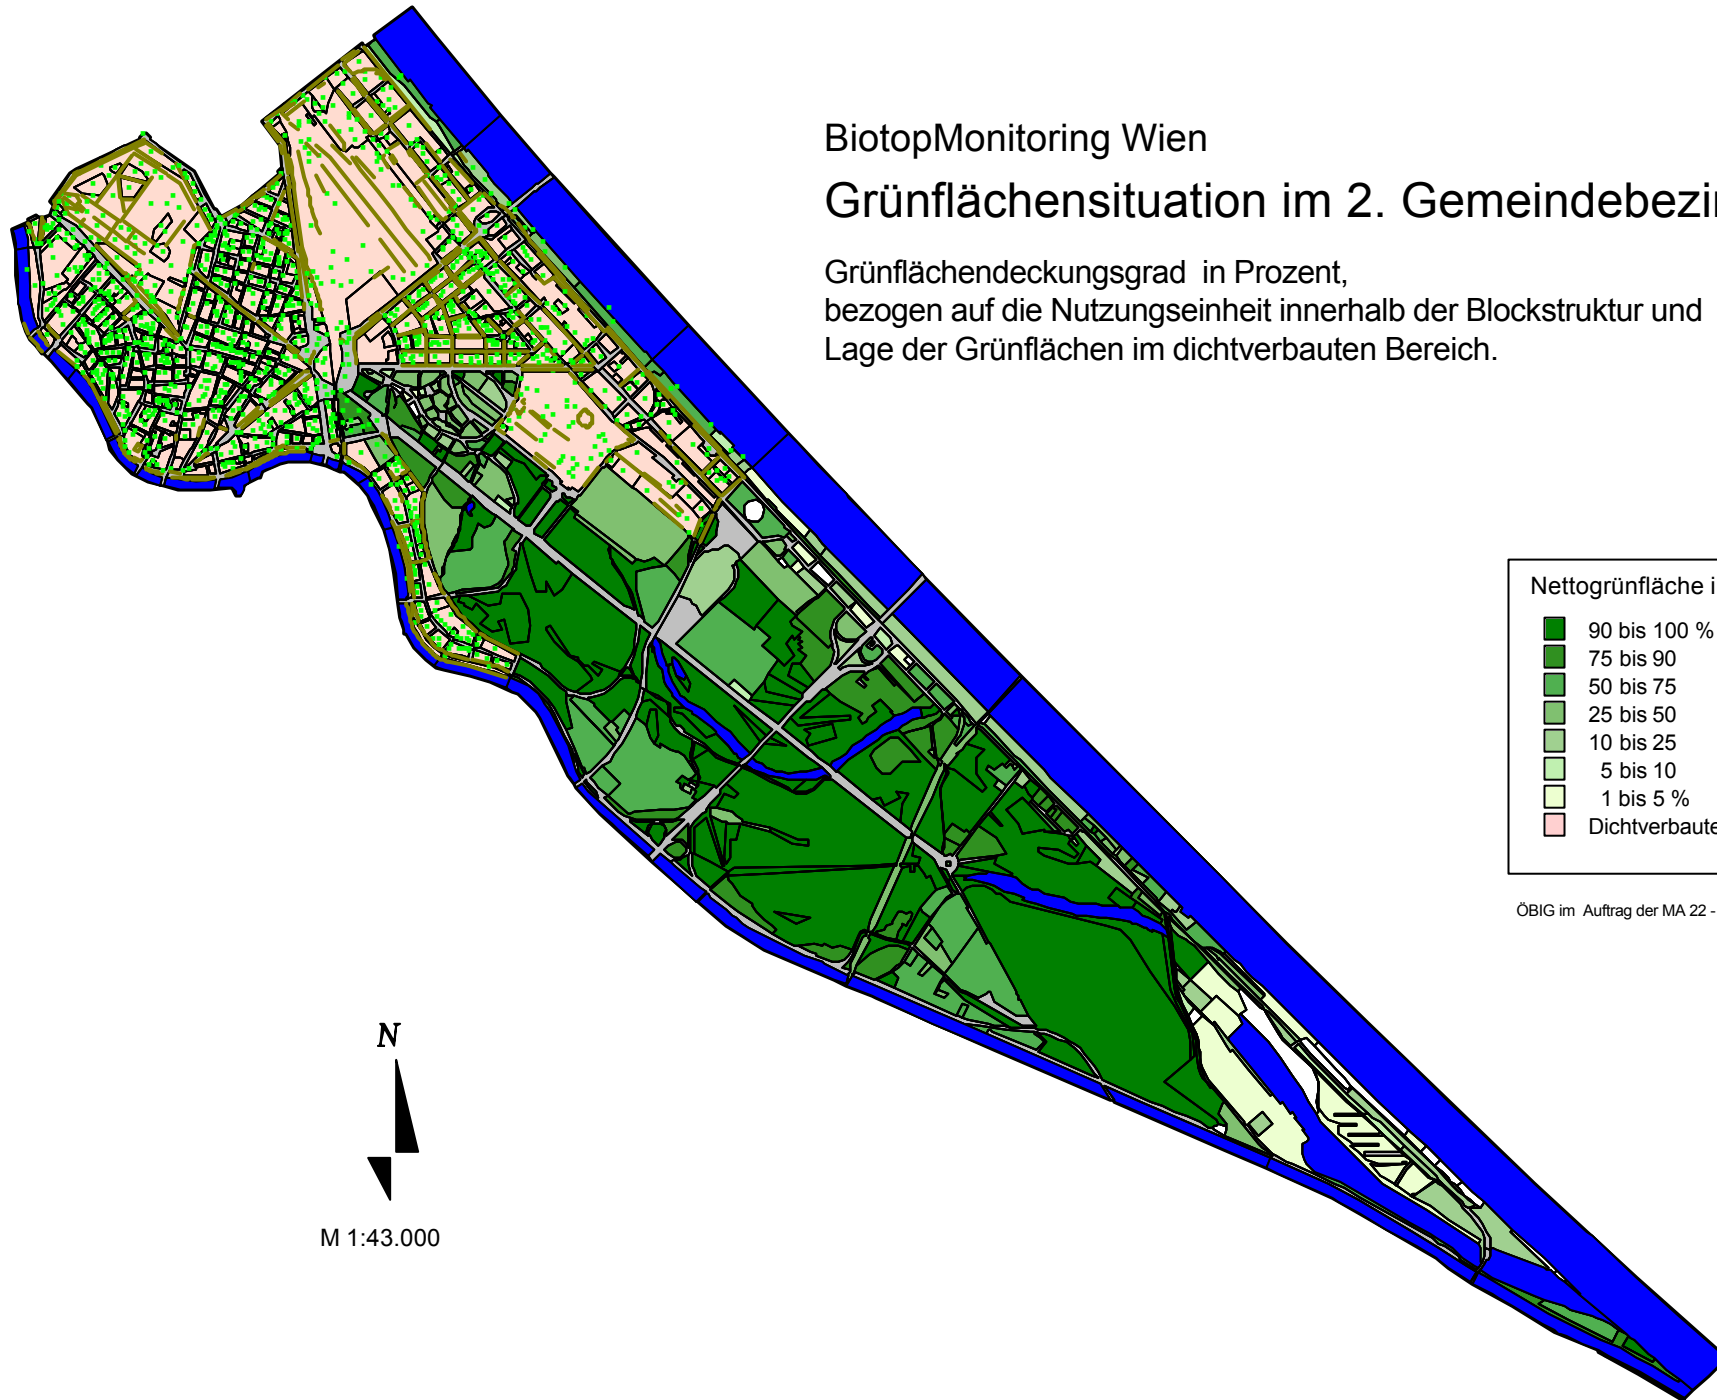 BiotopMonitoring Wien
Grünflächensituation im 2. Gemeindebezi
Grünflächendeckungsgrad in Prozent,
bezogen auf die Nutzungseinheit innerhalb der Blockstruktur und
Lage der Grünflächen im dichtverbauten Bereich.
Nettogrünfläche i
90 bis 100 %
75 bis 90
50 bis 75
25 bis 50
10 bis 25
5 bis 10
1 bis 5 %
Dichtverbaute
ÖBIG im Auftrag der MA 22 -
N
M 1:43.000